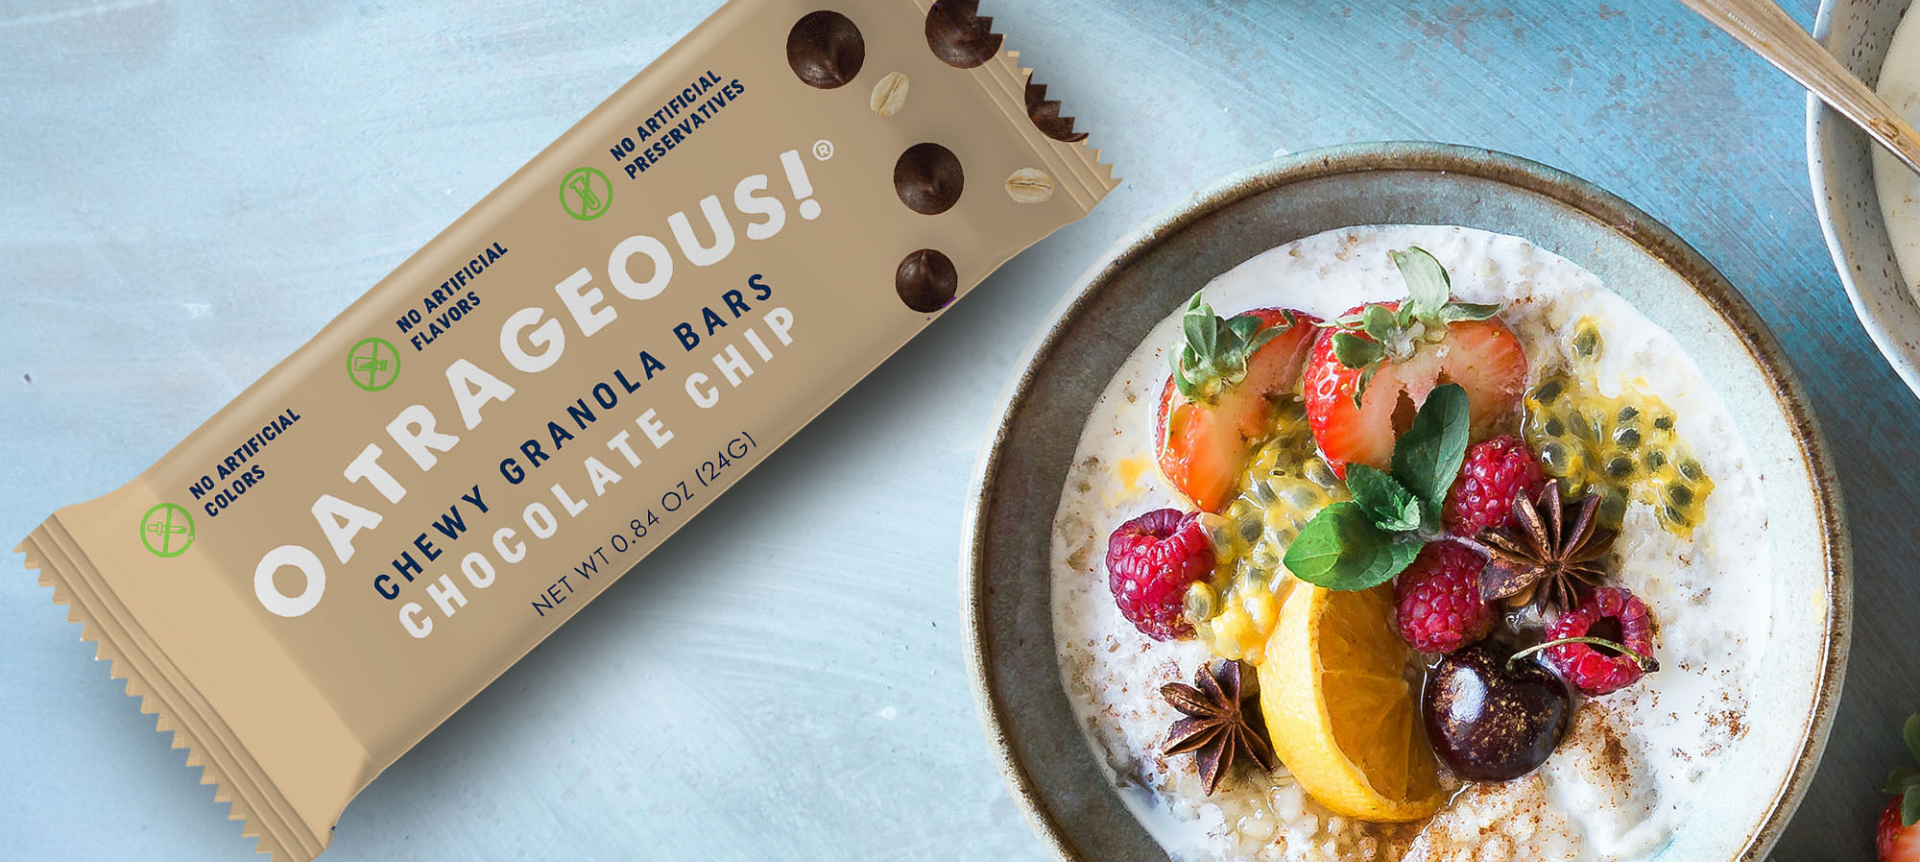 NO ARTIFICIAL
COLORS
NO ARTIFICIAL
FLAVORS
NO ARTIFICIAL
PRESERVATIVES
OATRAGEOUS!®
CHEWY GRANOLA BARS
CHOCOLATE CHIP
NET WT 0.84 OZ (24G)